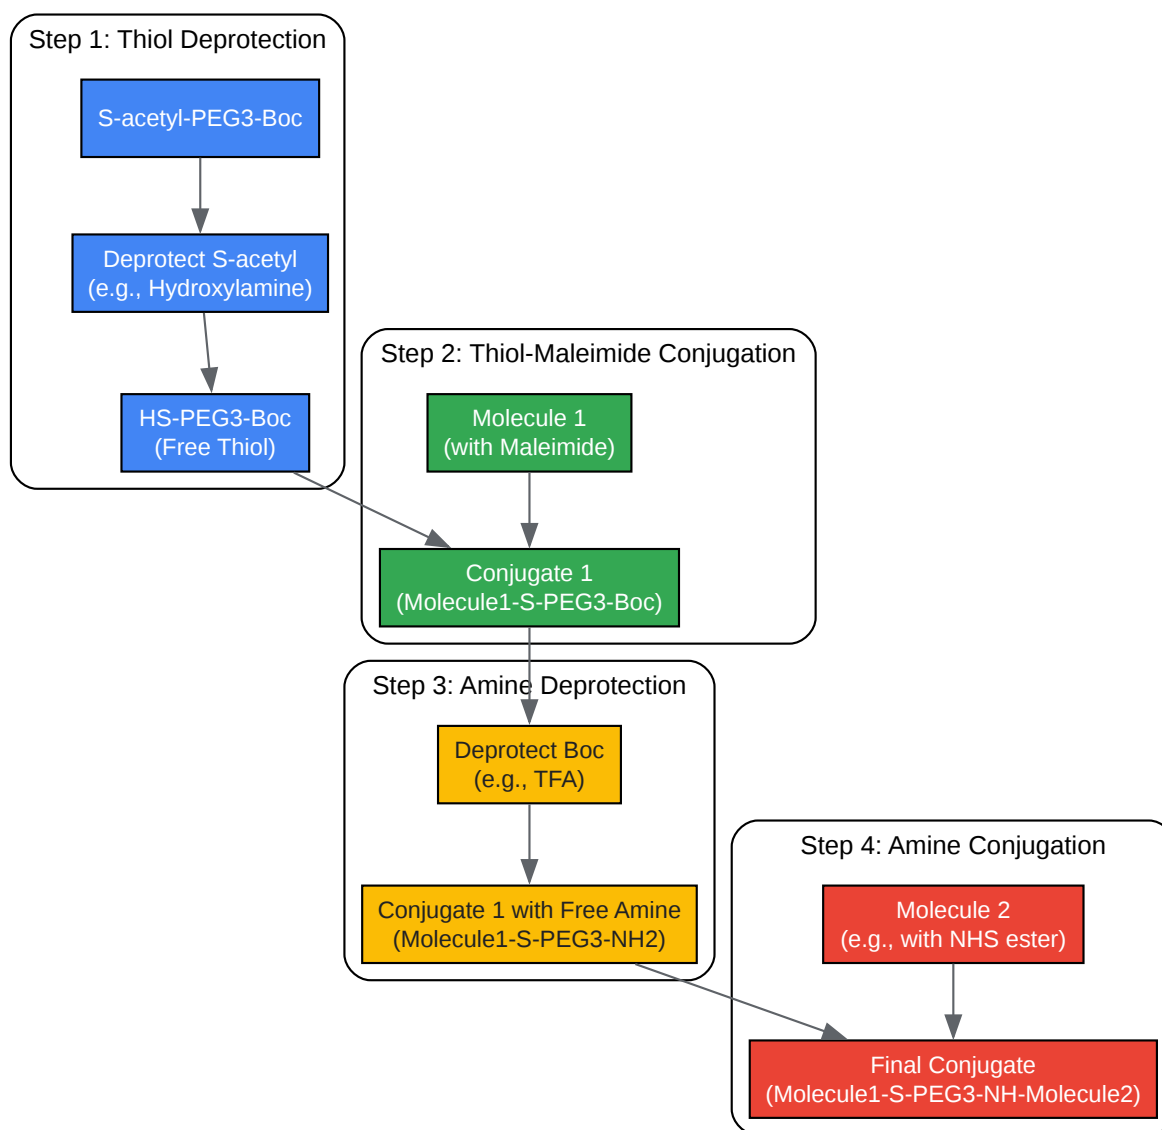 Step 1: Thiol Deprotection
S-acetyl-PEG3-Boc
Deprotect S-acetyl
(e.g., Hydroxylamine)
HS-PEG3-Boc
(Free Thiol)
Step 2: Thiol-Maleimide Conjugation
Molecule 1
(with Maleimide)
Conjugate 1
(Molecule1-S-PEG3-Boc)
Step 3: Amine Deprotection
Deprotect Boc
(e.g., TFA)
Conjugate 1 with Free Amine
(Molecule1-S-PEG3-NH2)
Step 4: Amine Conjugation
Molecule 2
(e.g., with NHS ester)
Final Conjugate
(Molecule1-S-PEG3-NH-Molecule2)